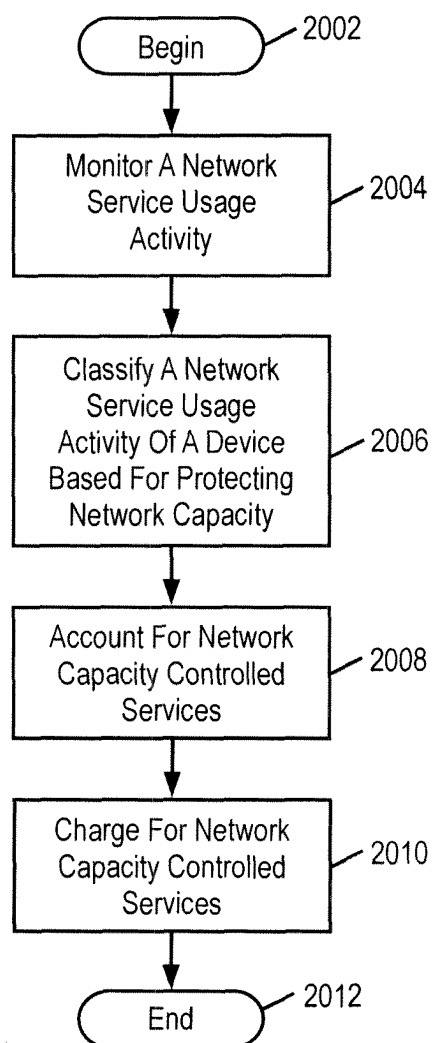 Begin
2002
Monitor A Network
Service Usage
Activity
2004
Classify A Network
Service Usage
Activity Of A Device
Based For Protecting
Network Capacity
2006
Account For Network
Capacity Controlled
Services
2008
Charge For Network
Capacity Controlled
Services
2010
End
2012